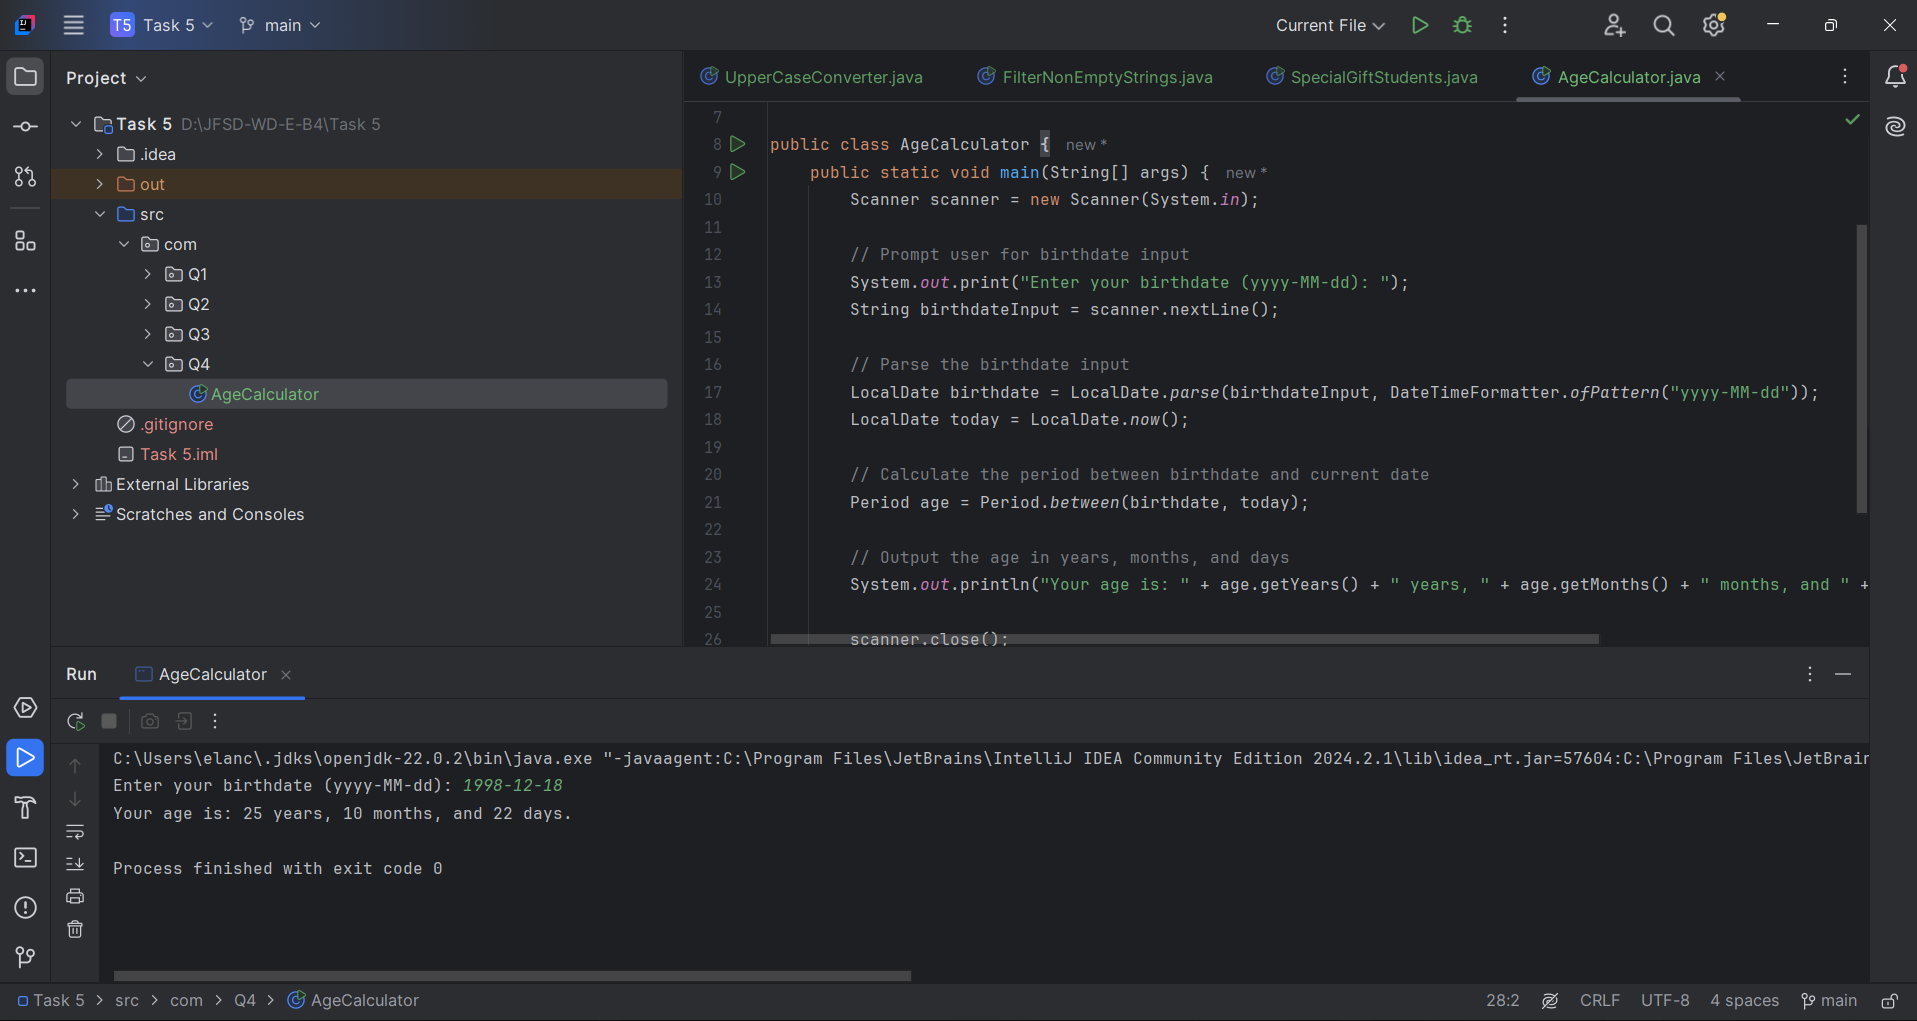 T5 Task 5 main Current File
Project
Task 5 D:\JFSD-WD-E-B4\Task 5
.idea
out
src
com
Q1
Q2
Q3
Q4
AgeCalculator
.gitignore
Task 5.iml
External Libraries
Scratches and Consoles
UpperCaseConverter.java FilterNonEmptyStrings.java SpecialGiftStudents.java AgeCalculator.java
7
8 public class AgeCalculator { new *
9 public static void main(String[] args) { new *
10 Scanner scanner = new Scanner(System.in);
11
12 // Prompt user for birthdate input
13 System.out.print("Enter your birthdate (yyyy-MM-dd): ");
14 String birthdateInput = scanner.nextLine();
15
16 // Parse the birthdate input
17 LocalDate birthdate = LocalDate.parse(birthdateInput, DateTimeFormatter.ofPattern("yyyy-MM-dd"));
18 LocalDate today = LocalDate.now();
19
20 // Calculate the period between birthdate and current date
21 Period age = Period.between(birthdate, today);
22
23 // Output the age in years, months, and days
24 System.out.println("Your age is: " + age.getYears() + " years, " + age.getMonths() + " months, and " +
25
26 scanner.close();
Run AgeCalculator
C:\Users\elanc\.jdks\openjdk-22.0.2\bin\java.exe "-javaagent:C:\Program Files\JetBrains\IntelliJ IDEA Community Edition 2024.2.1\lib\idea_rt.jar=57604:C:\Program Files\JetBrain
Enter your birthdate (yyyy-MM-dd): 1998-12-18
Your age is: 25 years, 10 months, and 22 days.
Process finished with exit code 0
Task 5 > src > com > Q4 > AgeCalculator 28:2 CRLF UTF-8 4 spaces main